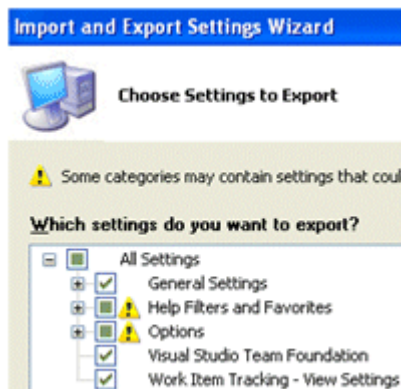 Import and Export Settings Wizard
Choose Settings to Export
Some categories may contain settings that coul
Which settings do you want to export?
All Settings
General Settings
Help Filters and Favorites
Options
Visual Studio Team Foundation
Work Item Tracking - View Settings